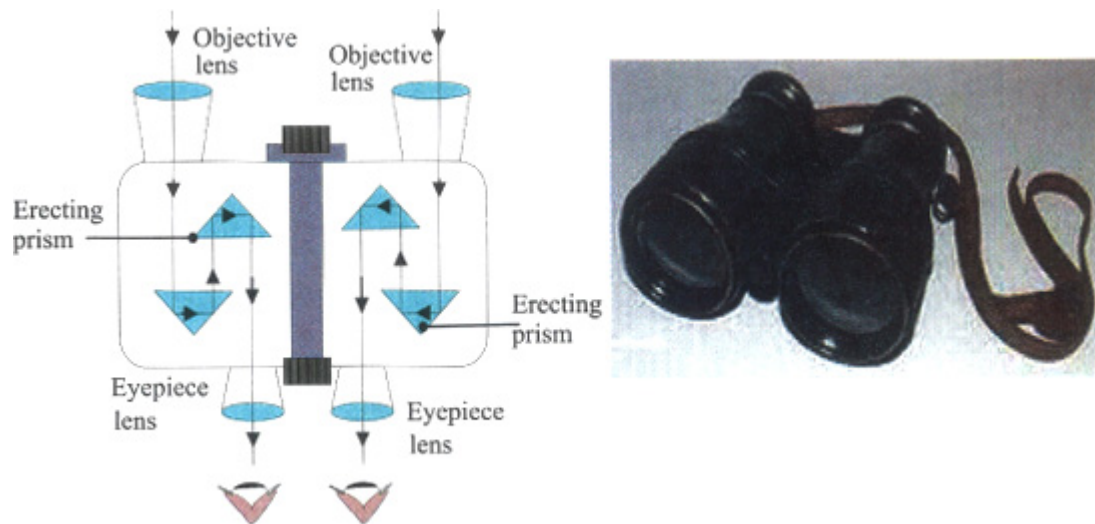 Objective
lens
Objective
lens
Erecting
prism
Erecting
prism
Eyepiece
lens
Eyepiece
lens